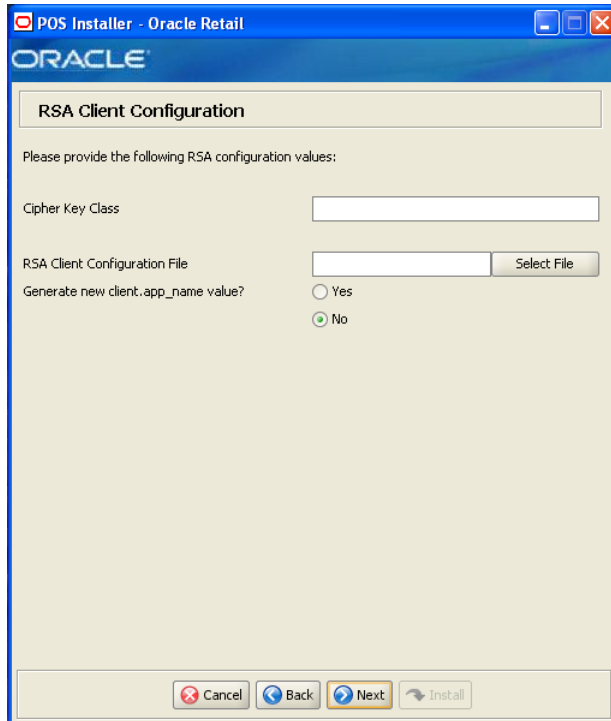 POS Installer - Oracle Retail
ORACLE
RSA Client Configuration
Please provide the following RSA configuration values:
Cipher Key Class
RSA Client Configuration File
Select File
Generate new client.app_name value?
Yes
No
Cancel
Back
Next
Install